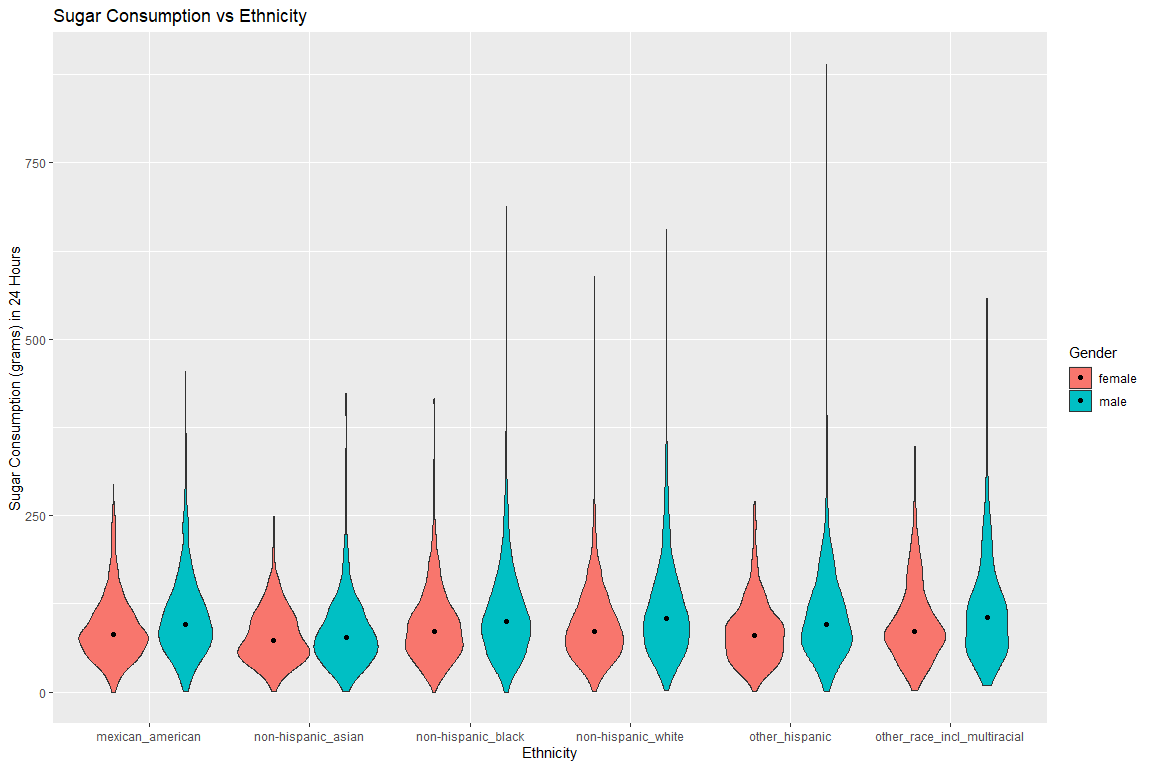 Sugar Consumption vs Ethnicity
Sugar Consumption (grams) in 24 Hours
750
500
250
0
mexican_american non-hispanic_asian non-hispanic_black non-hispanic_white other_hispanic other_race_incl_multiracial
Ethnicity
Gender
female
male